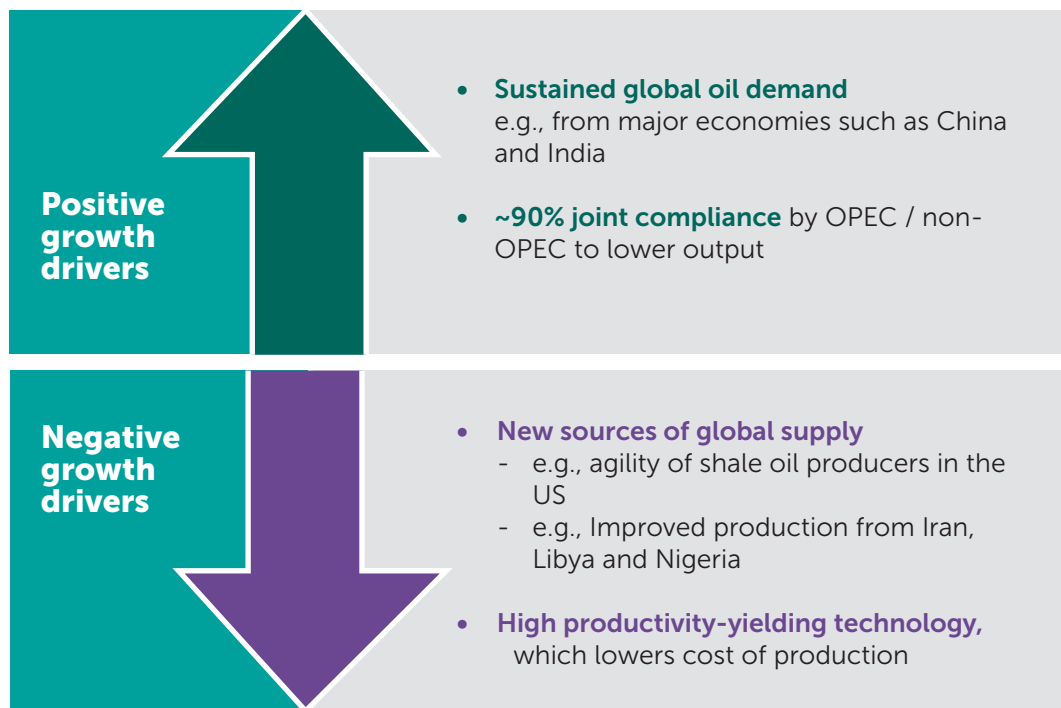 Positive
growth
drivers
• Sustained global oil demand
e.g., from major economies such as China
and India
• ~90% joint compliance by OPEC / non-
OPEC to lower output
Negative
growth
drivers
• New sources of global supply
- e.g., agility of shale oil producers in the
US
- e.g., Improved production from Iran,
Libya and Nigeria
• High productivity-yielding technology,
which lowers cost of production